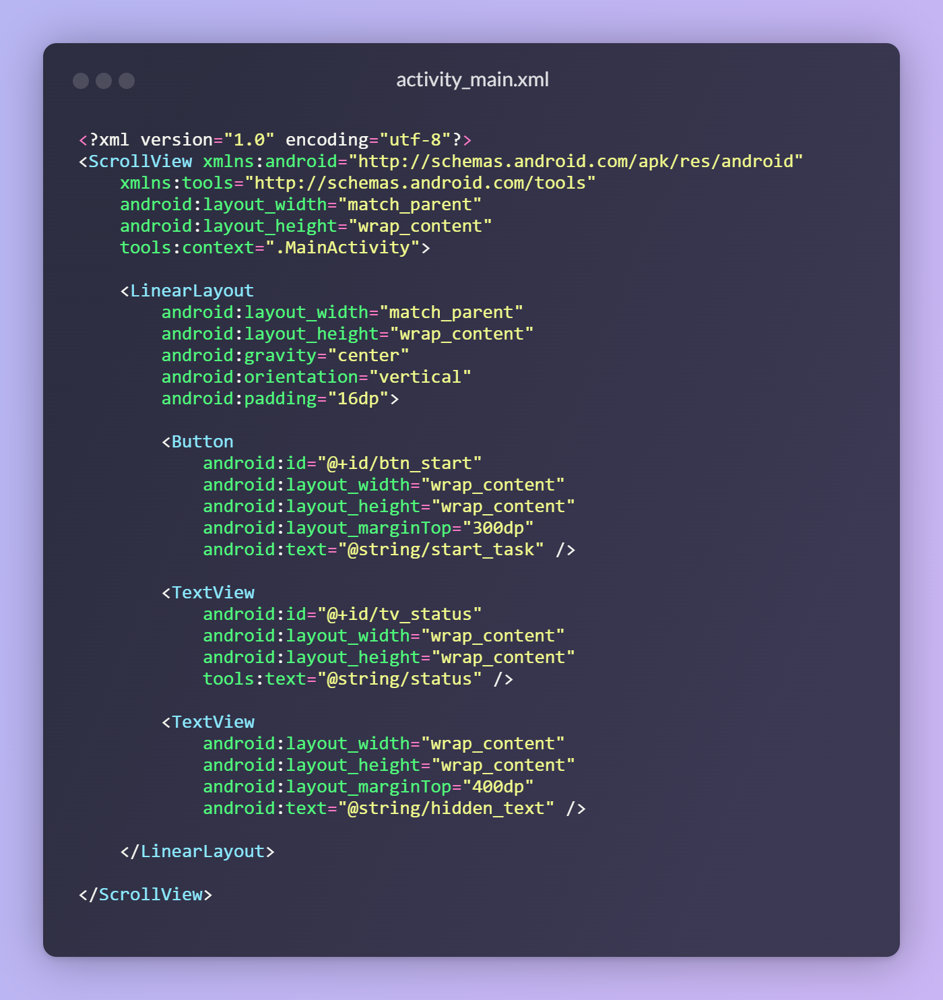 activity_main.xml
<?xml version="1.0" encoding="utf-8"?>
<ScrollView xmlns:android="http://schemas.android.com/apk/res/android"
    xmlns:tools="http://schemas.android.com/tools"
    android:layout_width="match_parent"
    android:layout_height="wrap_content"
    tools:context=".MainActivity">

    <LinearLayout
        android:layout_width="match_parent"
        android:layout_height="wrap_content"
        android:gravity="center"
        android:orientation="vertical"
        android:padding="16dp">

        <Button
            android:id="@+id/btn_start"
            android:layout_width="wrap_content"
            android:layout_height="wrap_content"
            android:layout_marginTop="300dp"
            android:text="@string/start_task" />

        <TextView
            android:id="@+id/tv_status"
            android:layout_width="wrap_content"
            android:layout_height="wrap_content"
            tools:text="@string/status" />

        <TextView
            android:layout_width="wrap_content"
            android:layout_height="wrap_content"
            android:layout_marginTop="400dp"
            android:text="@string/hidden_text" />

    </LinearLayout>

</ScrollView>